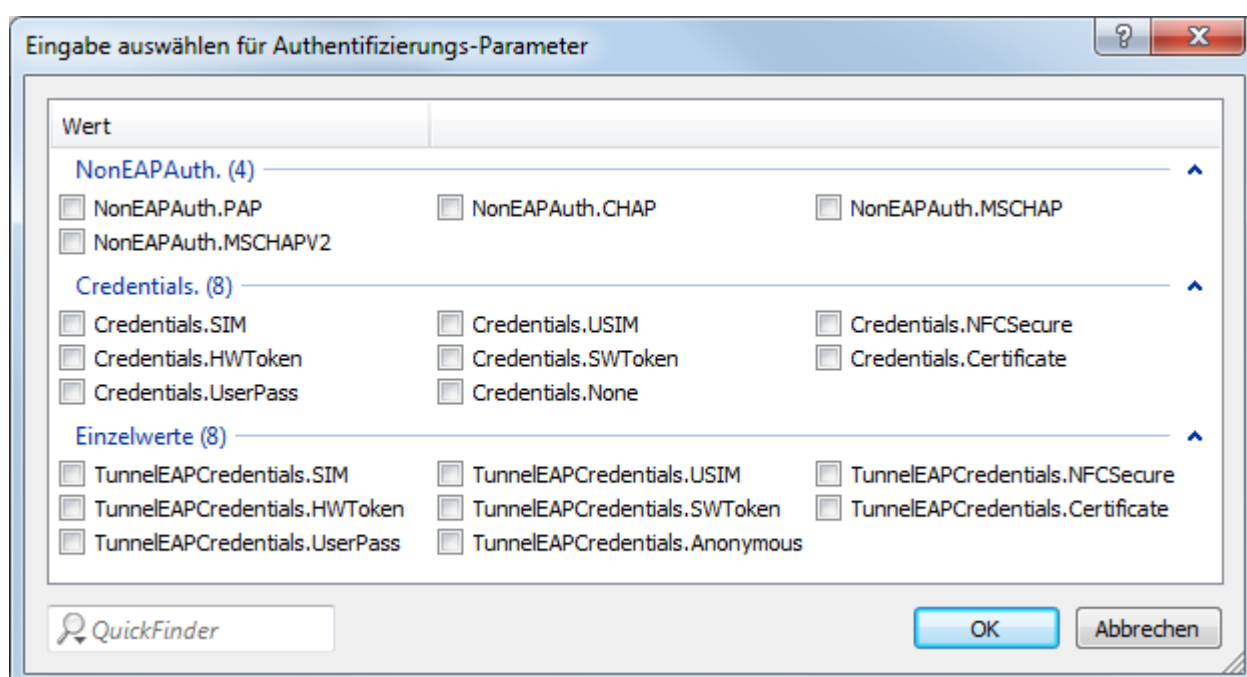 Eingabe auswählen für Authentifizierungs-Parameter
Wert
NonEAPAuth. (4)
NonEAPAuth.PAP NonEAPAuth.CHAP NonEAPAuth.MSCHAP
NonEAPAuth.MSCHAPV2
Credentials. (8)
Credentials.SIM Credentials.USIM Credentials.NFCSecure
Credentials.HWToken Credentials.SWToken Credentials.Certificate
Credentials.UserPass Credentials.None
Einzelwerte (8)
TunnelEAPCredentials.SIM TunnelEAPCredentials.USIM TunnelEAPCredentials.NFCSecure
TunnelEAPCredentials.HWToken TunnelEAPCredentials.SWToken TunnelEAPCredentials.Certificate
TunnelEAPCredentials.UserPass TunnelEAPCredentials.Anonymous
QuickFinder OK Abbrechen